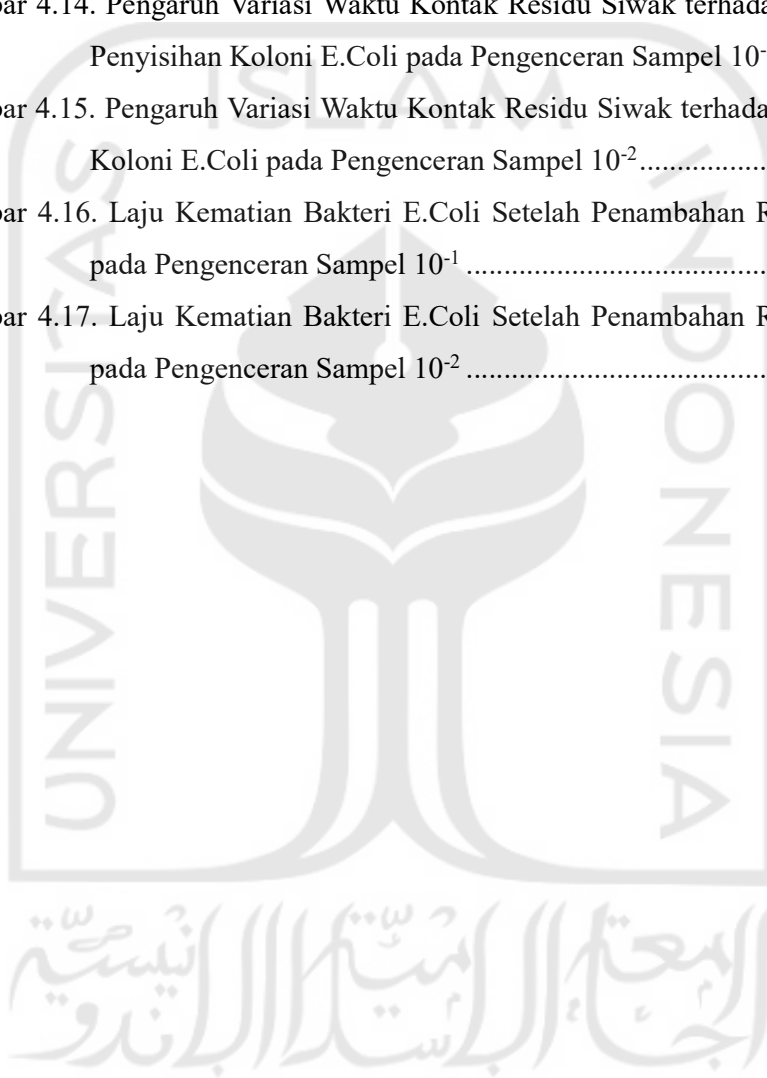 bar 4.14. Pengaruh Variasi Waktu Kontak Residu Siwak terhada
Penyisihan Koloni E.Coli pada Pengenceran Sampel 10-
bar 4.15. Pengaruh Variasi Waktu Kontak Residu Siwak terhada
Koloni E.Coli pada Pengenceran Sampel 10-2.................
bar 4.16. Laju Kematian Bakteri E.Coli Setelah Penambahan R
pada Pengenceran Sampel 10-1 ........................................
bar 4.17. Laju Kematian Bakteri E.Coli Setelah Penambahan R
pada Pengenceran Sampel 10-2 ........................................
ISLAM
UNIVERSITAS
INDONESIA